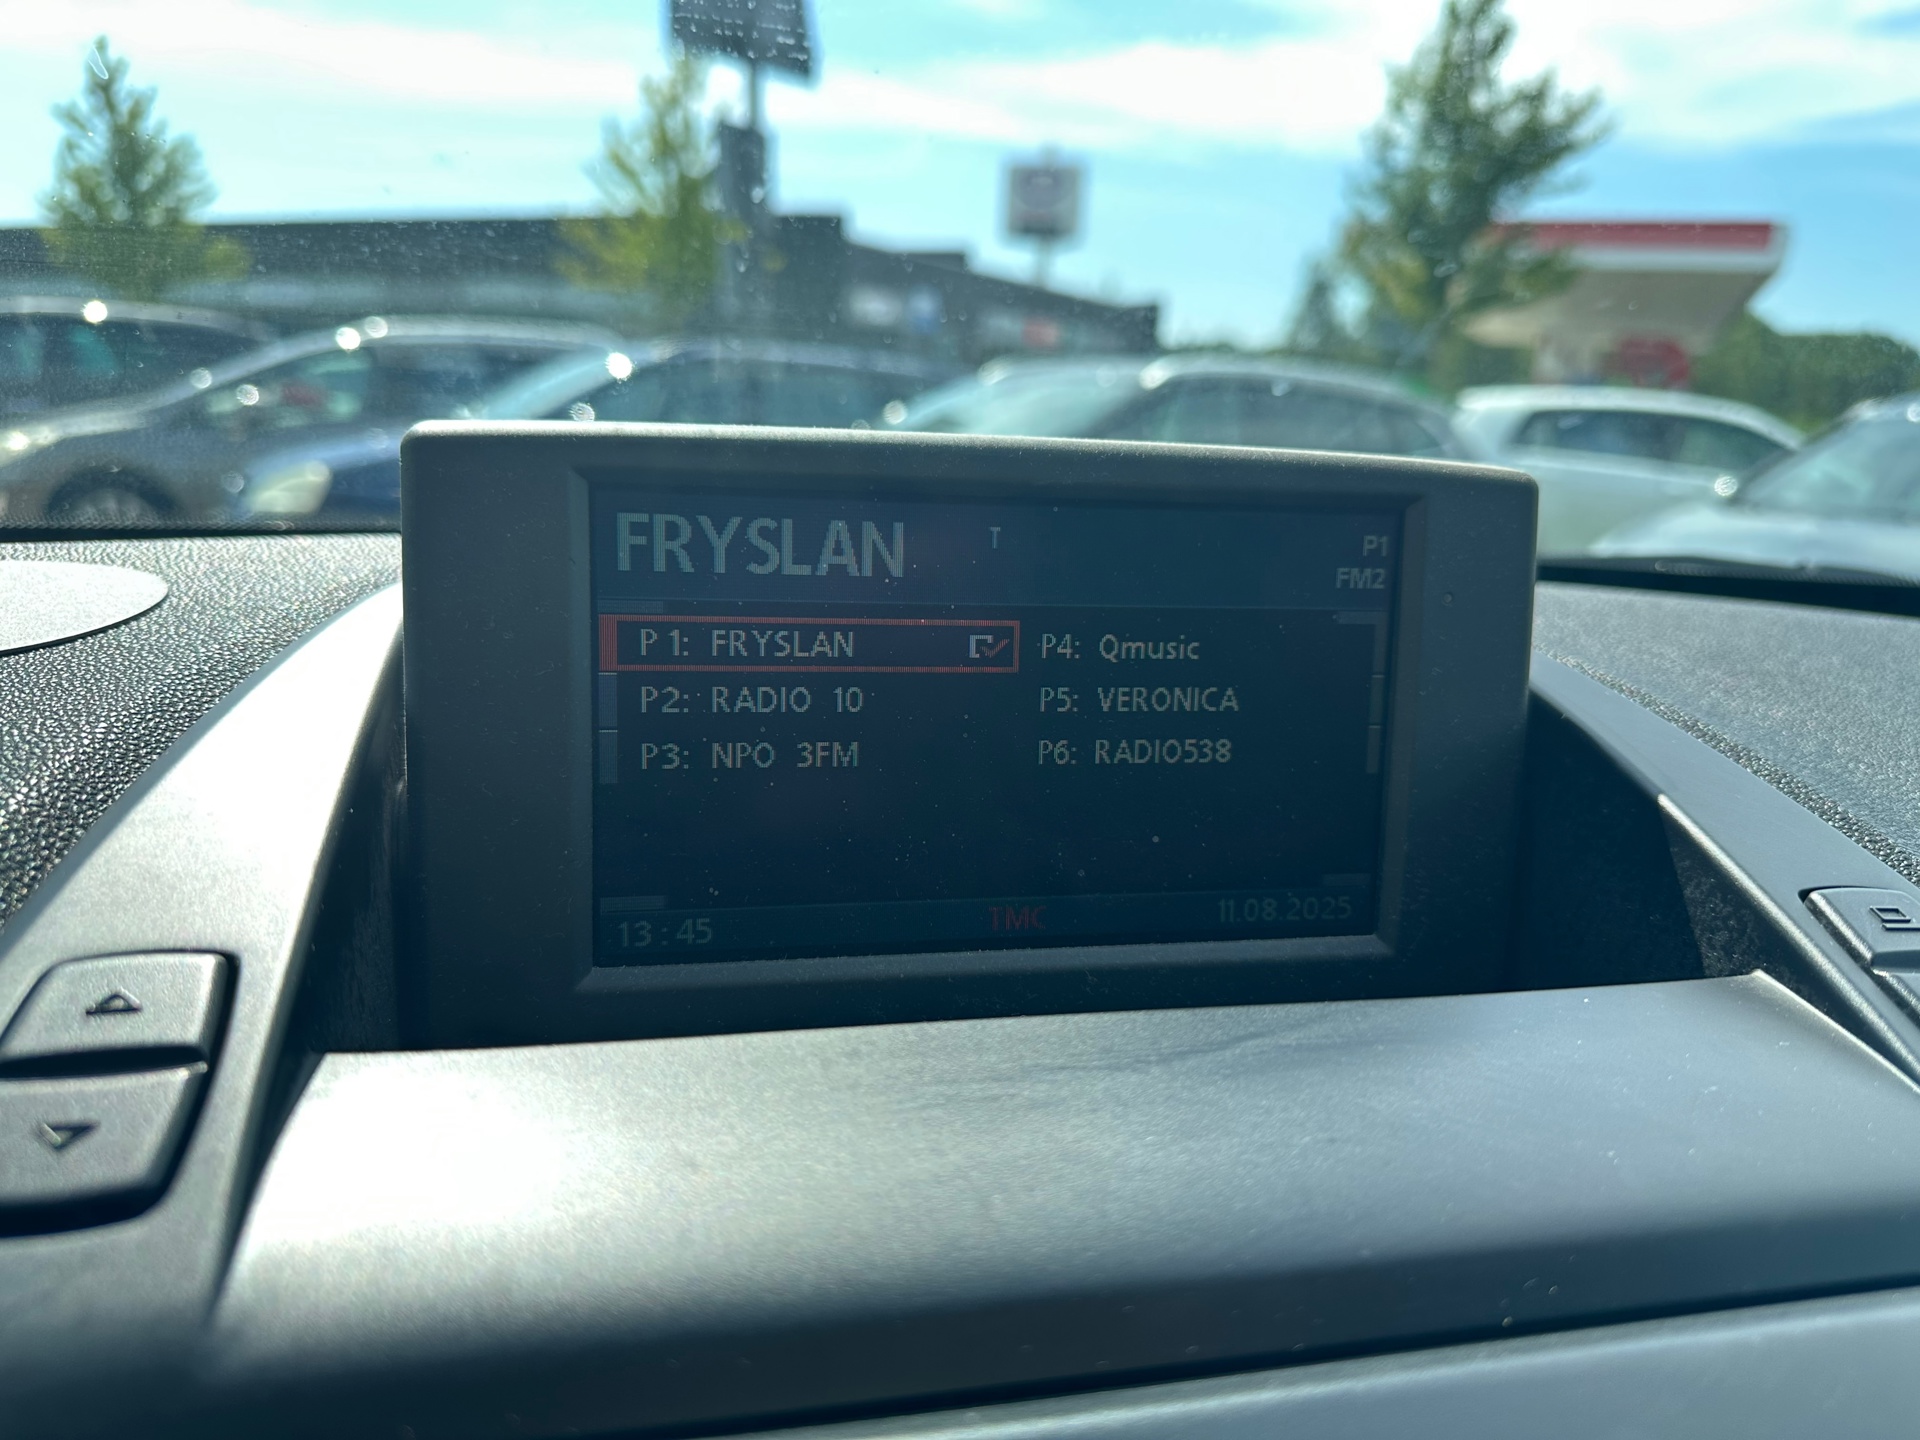 FRYSLAN T P1
FM2
P 1: FRYSLAN
P2: RADIO 10
P3: NPO 3FM
P4: Qmusic
P5: VERONICA
P6: RADIO538
13:45 TMC 11.08.2025